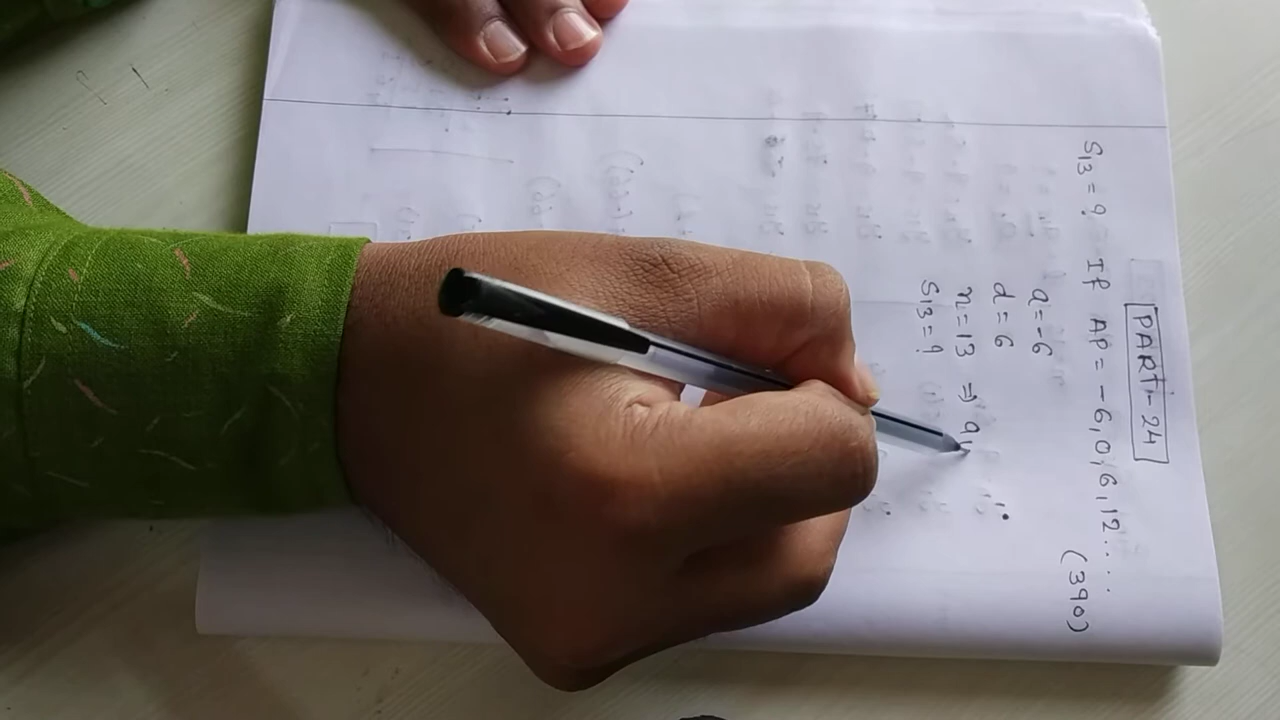 PART-24
S13 = ? If AP = -6, 0, 6, 12.....
(390)
a = -6
d = 6
n = 13 ⇒ a
S13 = ?